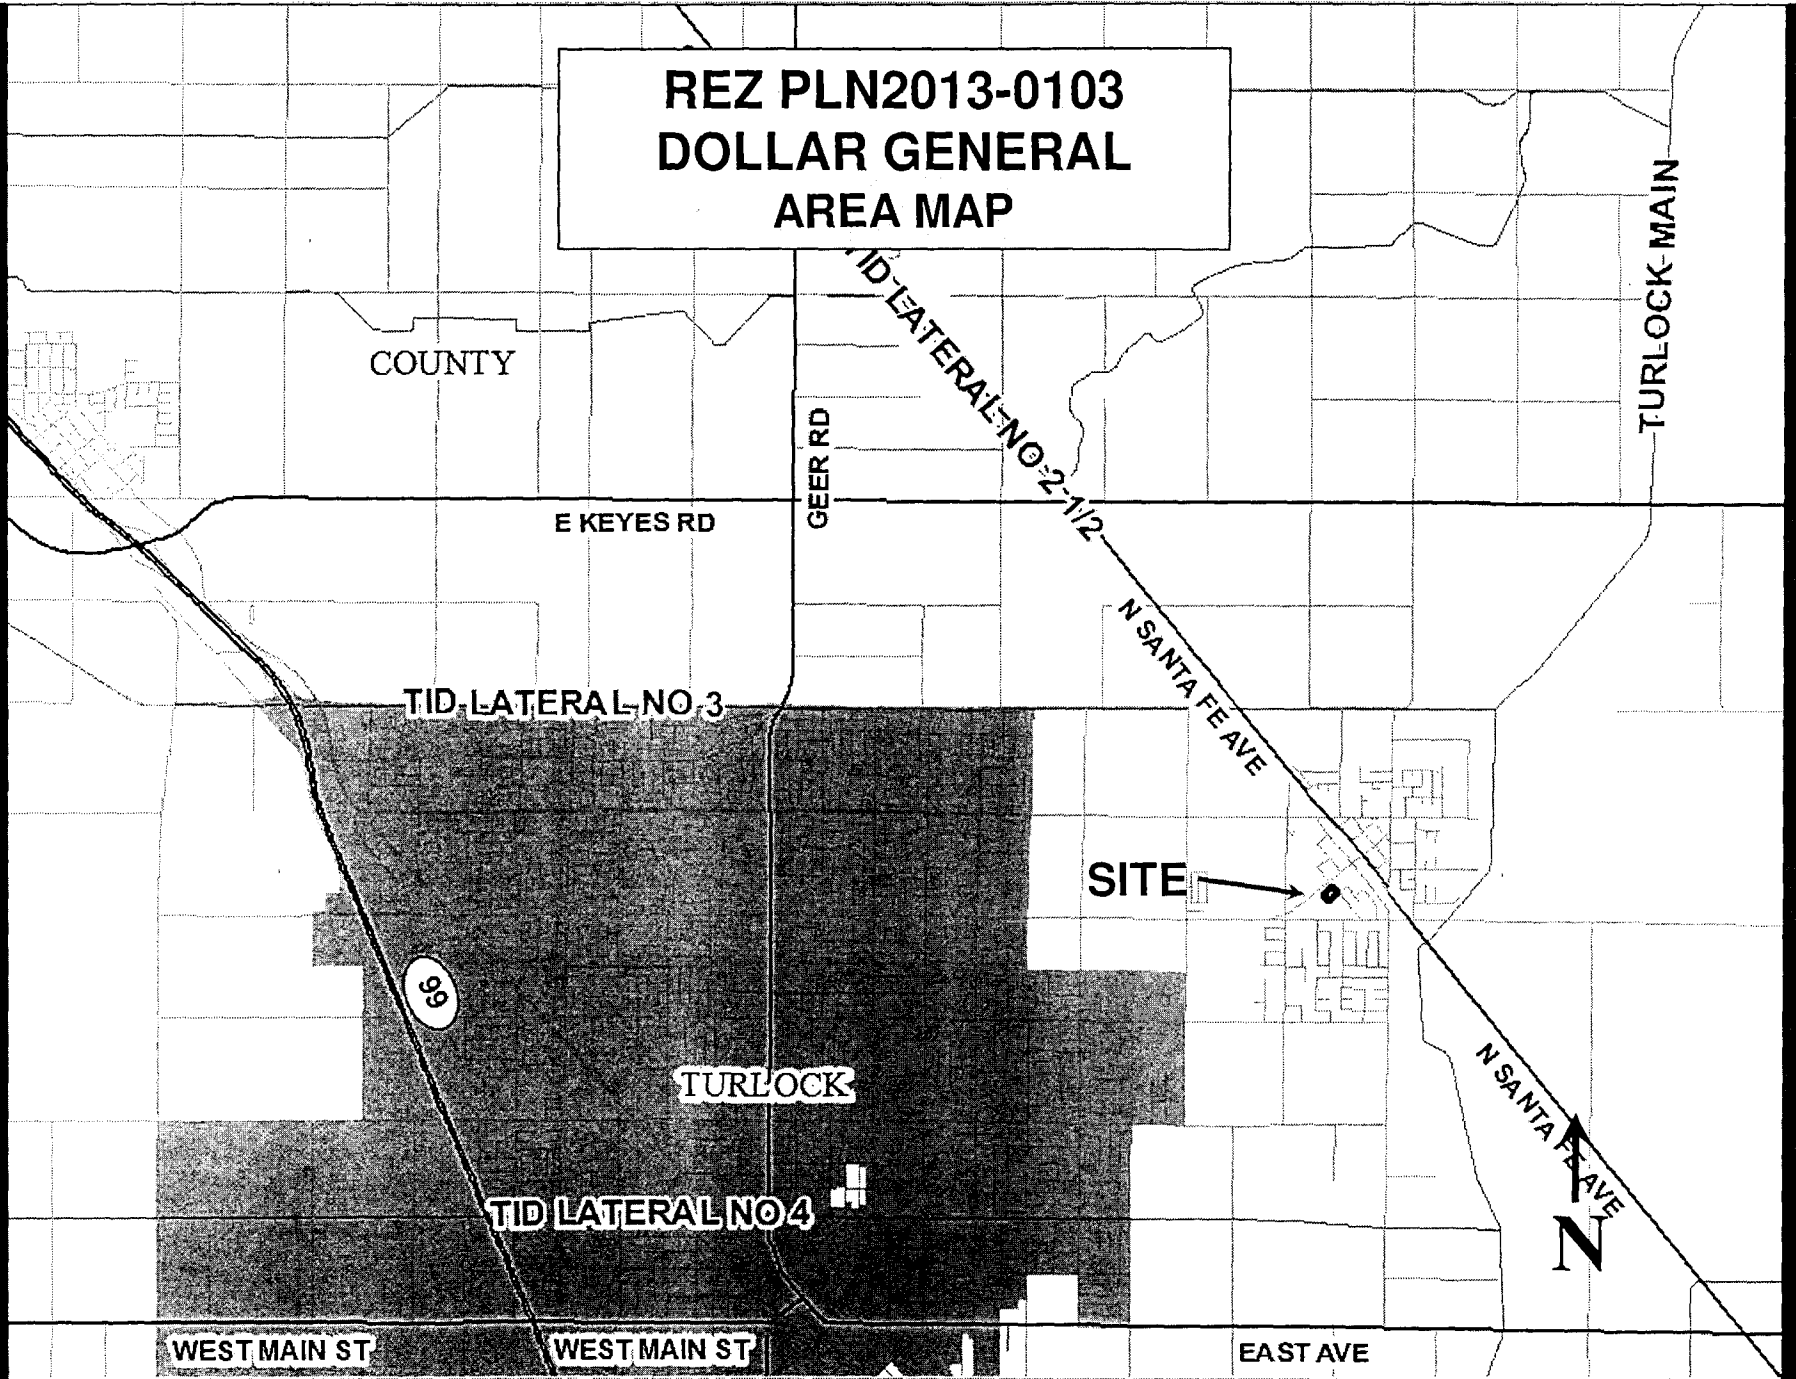 REZ PLN2013-0103
DOLLAR GENERAL
AREA MAP
TID LATERAL NO 2-1/2
TURLOCK MAIN
COUNTY
GEER RD
E KEYES RD
N SANTA FE AVE
TID LATERAL NO 3
SITE
99
TURLOCK
N SANTA FE AVE
TID LATERAL NO 4
N
WEST MAIN ST
WEST MAIN ST
EAST AVE